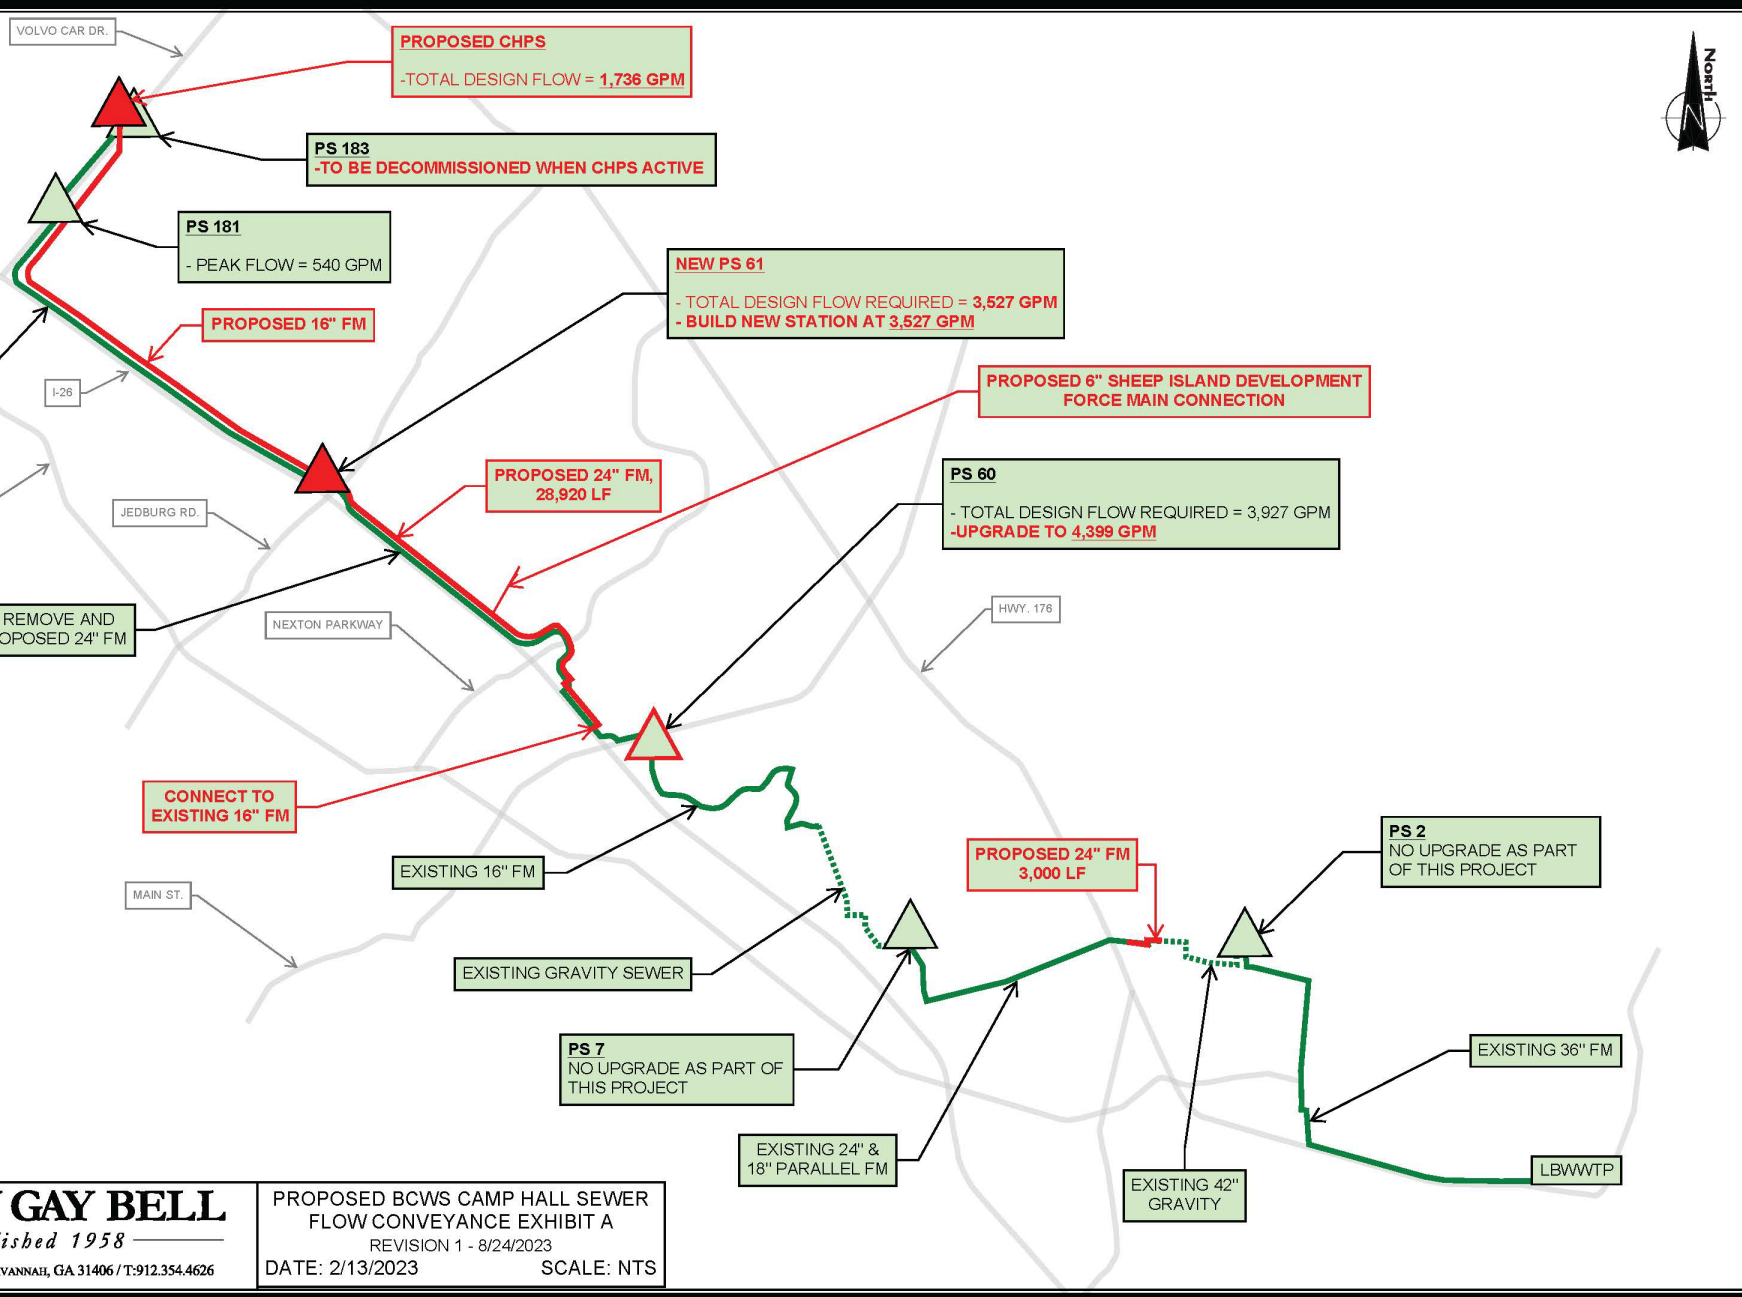 VOLVO CAR DR.
PROPOSED CHPS
-TOTAL DESIGN FLOW = 1,736 GPM
NORTH
N
PS 183
-TO BE DECOMMISSIONED WHEN CHPS ACTIVE
PS 181
- PEAK FLOW = 540 GPM
NEW PS 61
- TOTAL DESIGN FLOW REQUIRED = 3,527 GPM
- BUILD NEW STATION AT 3,527 GPM
PROPOSED 16" FM
I-26
PROPOSED 6" SHEEP ISLAND DEVELOPMENT
FORCE MAIN CONNECTION
PROPOSED 24" FM,
28,920 LF
PS 60
- TOTAL DESIGN FLOW REQUIRED = 3,927 GPM
-UPGRADE TO 4,399 GPM
JEDBURG RD.
REMOVE AND
OPOSED 24" FM
NEXTON PARKWAY
HWY. 176
CONNECT TO
EXISTING 16" FM
EXISTING 16" FM
PROPOSED 24" FM
3,000 LF
PS 2
NO UPGRADE AS PART
OF THIS PROJECT
MAIN ST.
EXISTING GRAVITY SEWER
PS 7
NO UPGRADE AS PART OF
THIS PROJECT
EXISTING 36" FM
EXISTING 24" &
18" PARALLEL FM
EXISTING 42"
GRAVITY
LBWWTP
GAY BELL
ished 1958
VANNAH, GA 31406 / T:912.354.4626
PROPOSED BCWS CAMP HALL SEWER
FLOW CONVEYANCE EXHIBIT A
REVISION 1 - 8/24/2023
DATE: 2/13/2023 SCALE: NTS